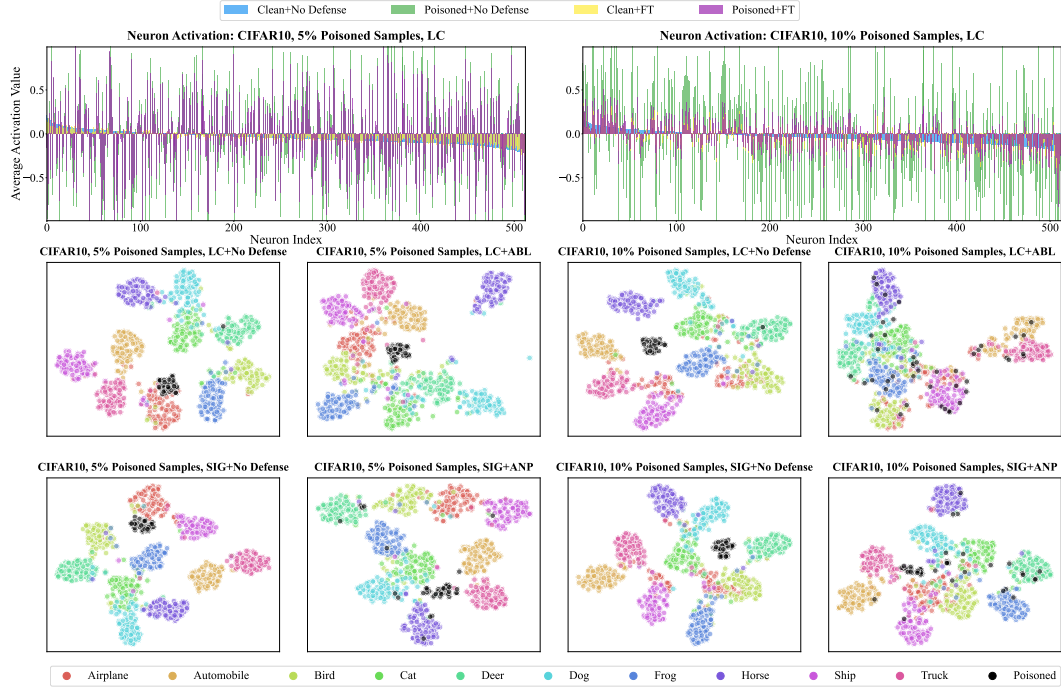 Clean+No Defense Poisoned+No Defense Clean+FT Poisoned+FT
Neuron Activation: CIFAR10, 5% Poisoned Samples, LC
Neuron Activation: CIFAR10, 10% Poisoned Samples, LC
Average Activation Value
0.5
0.0
−0.5
0 100 200 300 400 500
Neuron Index
0.5
0.0
−0.5
0 100 200 300 400 500
Neuron Index
CIFAR10, 5% Poisoned Samples, LC+No Defense
CIFAR10, 5% Poisoned Samples, LC+ABL
CIFAR10, 10% Poisoned Samples, LC+No Defense
CIFAR10, 10% Poisoned Samples, LC+ABL
CIFAR10, 5% Poisoned Samples, SIG+No Defense
CIFAR10, 5% Poisoned Samples, SIG+ANP
CIFAR10, 10% Poisoned Samples, SIG+No Defense
CIFAR10, 10% Poisoned Samples, SIG+ANP
Airplane Automobile Bird Cat Deer Dog Frog Horse Ship Truck Poisoned